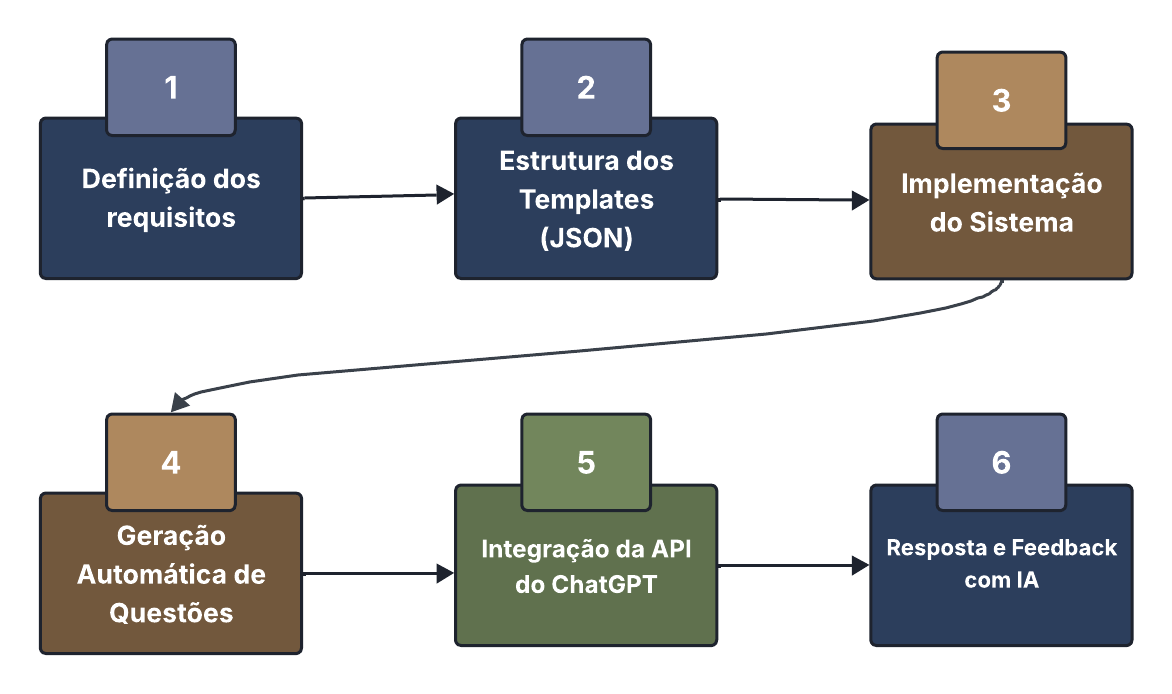 1
Definição dos
requisitos
2
Estrutura dos
Templates
(JSON)
3
Implementação
do Sistema
4
Geração
Automática de
Questões
5
Integração da API
do ChatGPT
6
Resposta e Feedback
com IA